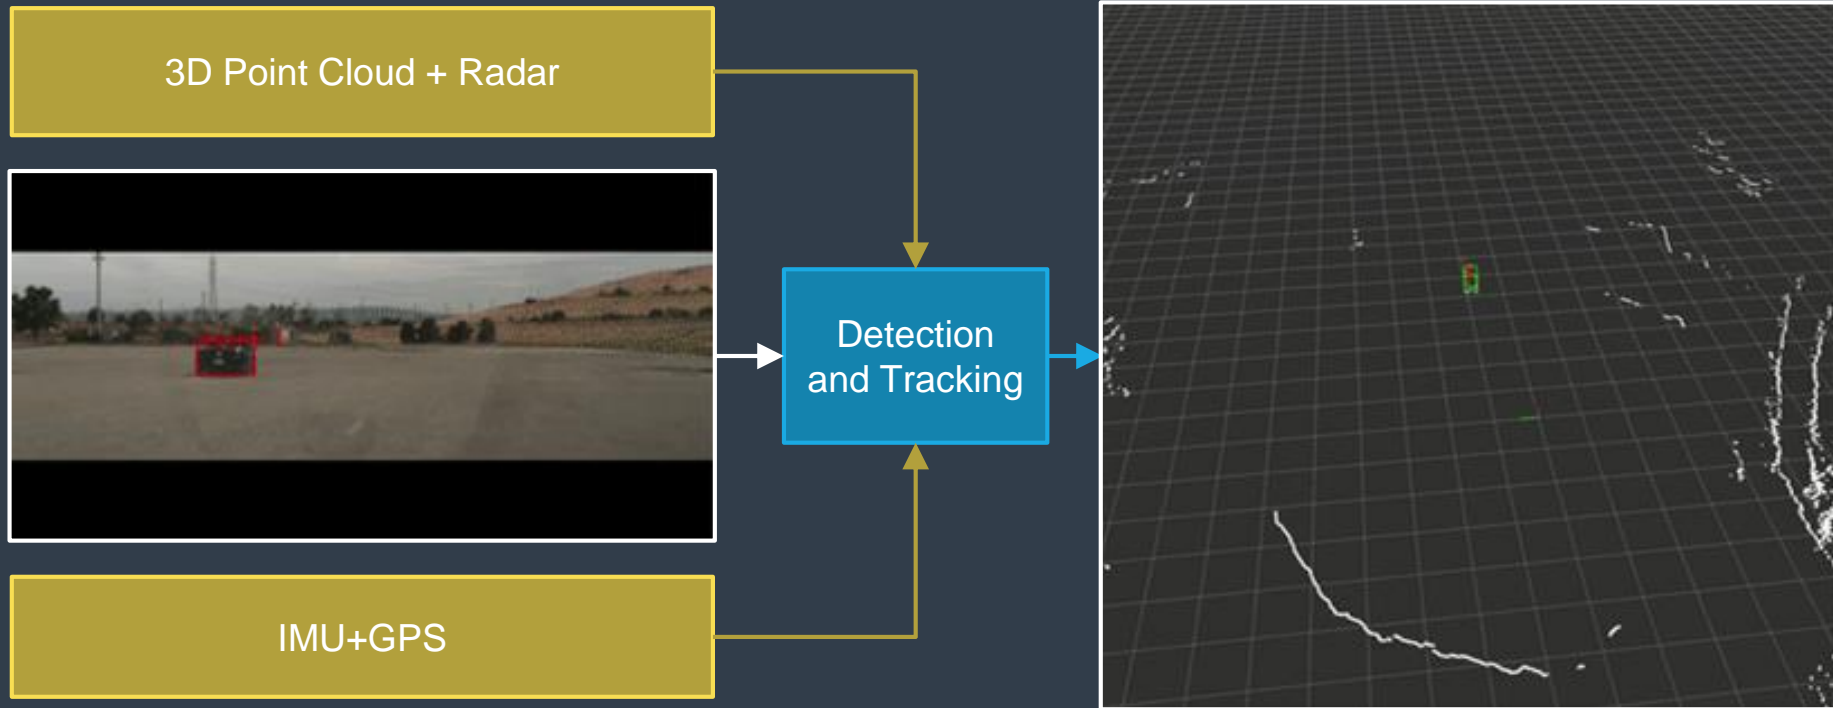 3D Point Cloud + Radar
Detection
and Tracking
IMU+GPS